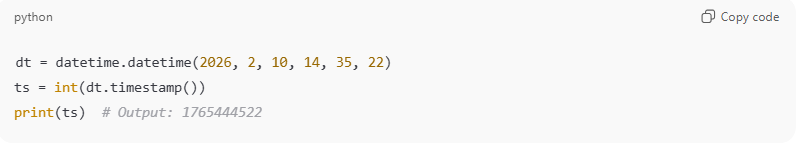 python
Copy code
dt = datetime.datetime(2026, 2, 10, 14, 35, 22)
ts = int(dt.timestamp())
print(ts)  # Output: 1765444522